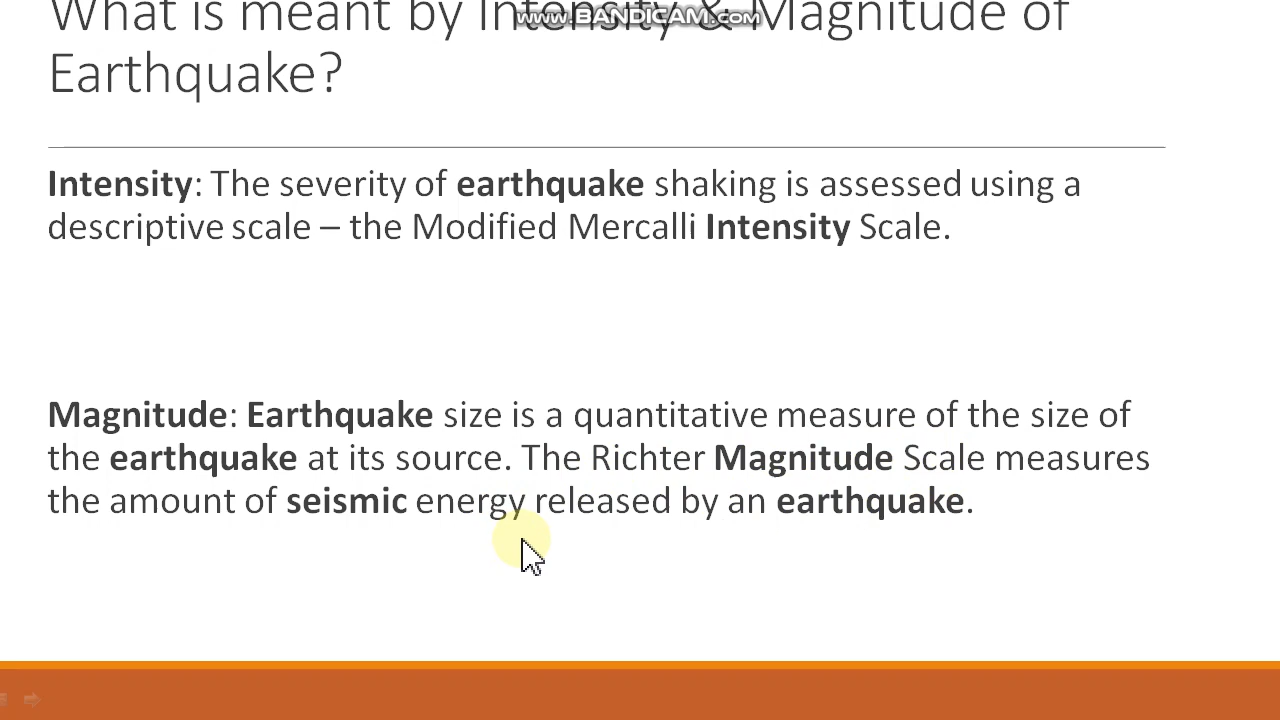 What is meant by Intensity & Magnitude of
www.BANDICAM.com
Earthquake?
Intensity: The severity of earthquake shaking is assessed using a
descriptive scale – the Modified Mercalli Intensity Scale.
Magnitude: Earthquake size is a quantitative measure of the size of
the earthquake at its source. The Richter Magnitude Scale measures
the amount of seismic energy released by an earthquake.